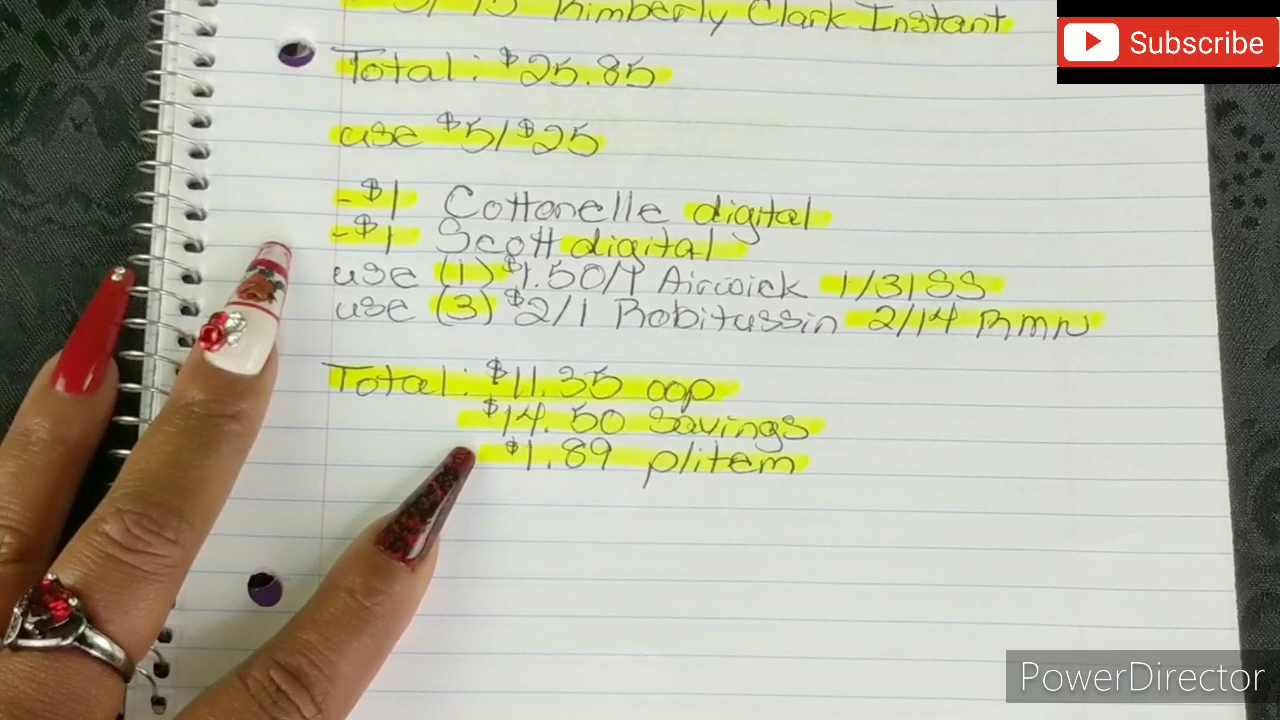 Kimberly Clark Instant
Subscribe
Total: $25.85
use $5/$25
-$1 Cottonelle digital
-$1 Scott digital
use (1) $1.50/1 Airwick 1/31 SS
use (3) $2/1 Robitussin 2/14 RMN
Total: $11.35 oop
$14.50 savings
$1.89 p/item
PowerDirector